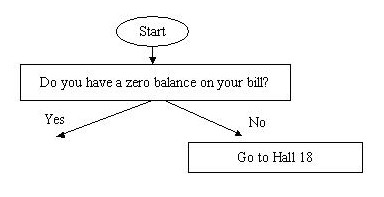 Start
Do you have a zero balance on your bill?
Yes
No
Go to Hall 18